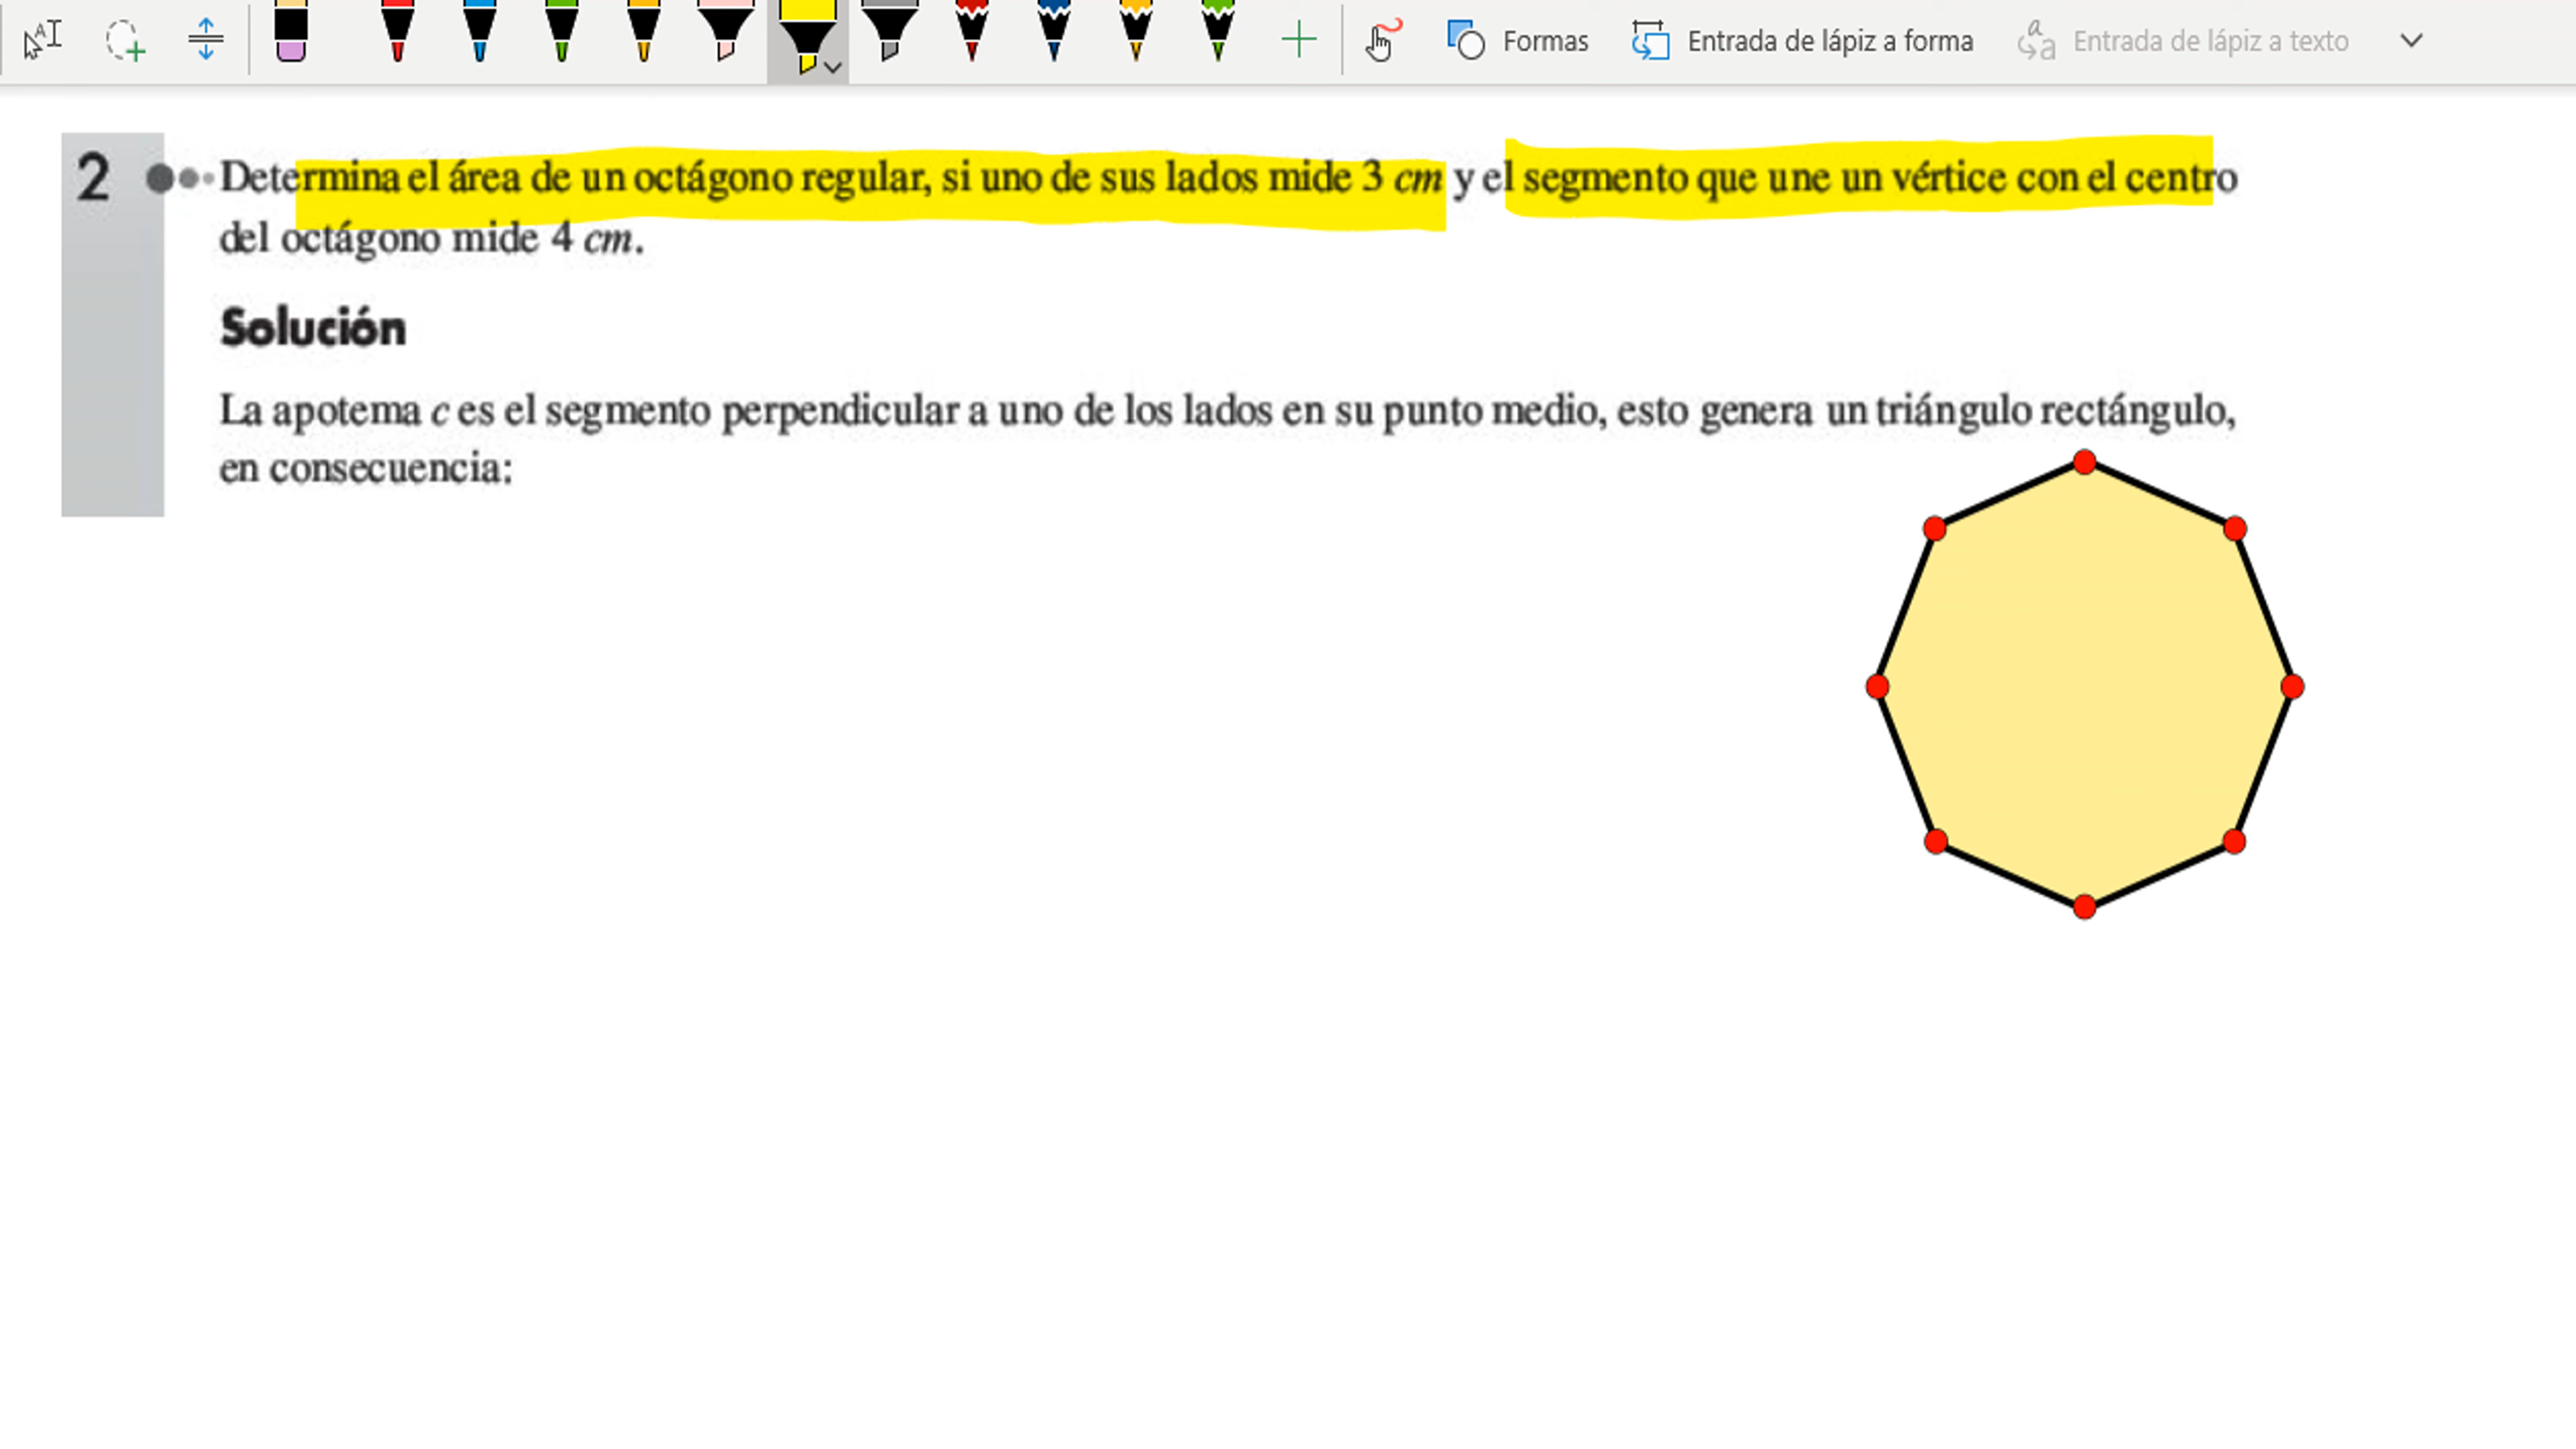 Formas Entrada de lápiz a forma Entrada de lápiz a texto
2 Determina el área de un octágono regular, si uno de sus lados mide 3 cm y el segmento que une un vértice con el centro
del octágono mide 4 cm.
Solución
La apotema c es el segmento perpendicular a uno de los lados en su punto medio, esto genera un triángulo rectángulo,
en consecuencia: